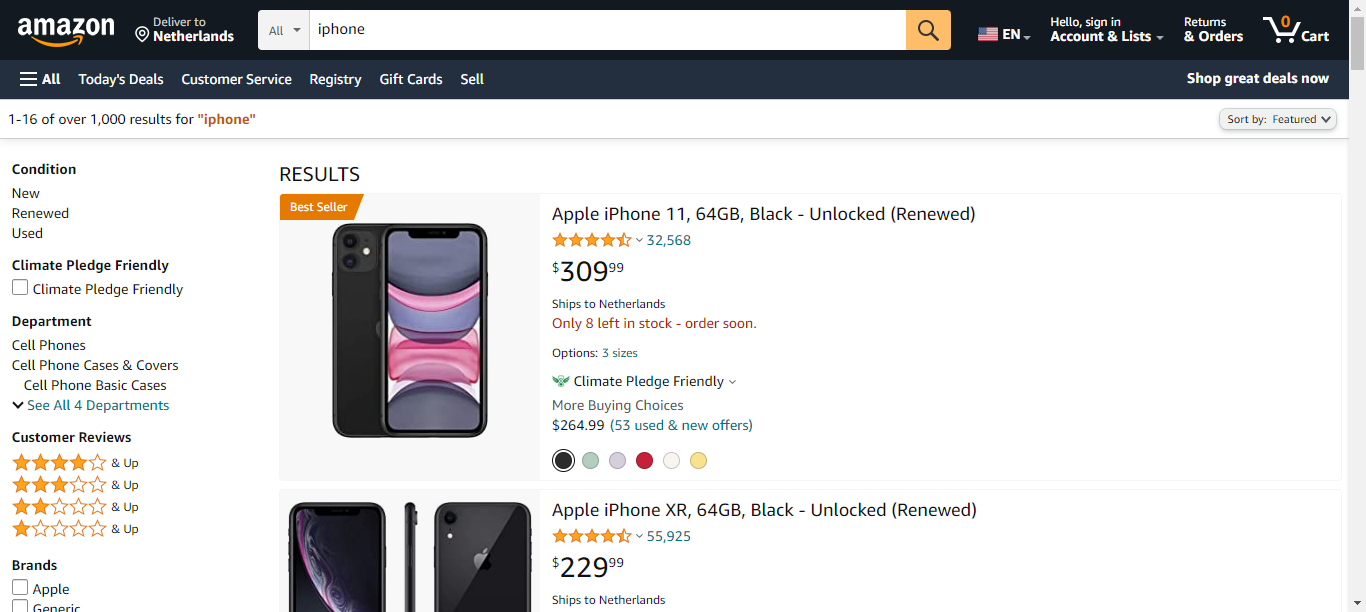 amazon
Deliver to
Netherlands
All
iphone
EN
Hello, sign in
Account & Lists
Returns
& Orders
0
Cart
All
Today's Deals
Customer Service
Registry
Gift Cards
Sell
Shop great deals now
1-16 of over 1,000 results for "iphone"
Sort by: Featured
Condition
New
Renewed
Used
Climate Pledge Friendly
Climate Pledge Friendly
Department
Cell Phones
Cell Phone Cases & Covers
Cell Phone Basic Cases
See All 4 Departments
Customer Reviews
& Up
& Up
& Up
& Up
Brands
Apple
Generic
RESULTS
Best Seller
Apple iPhone 11, 64GB, Black - Unlocked (Renewed)
32,568
$30999
Ships to Netherlands
Only 8 left in stock - order soon.
Options: 3 sizes
Climate Pledge Friendly
More Buying Choices
$264.99 (53 used & new offers)
Apple iPhone XR, 64GB, Black - Unlocked (Renewed)
55,925
$22999
Ships to Netherlands